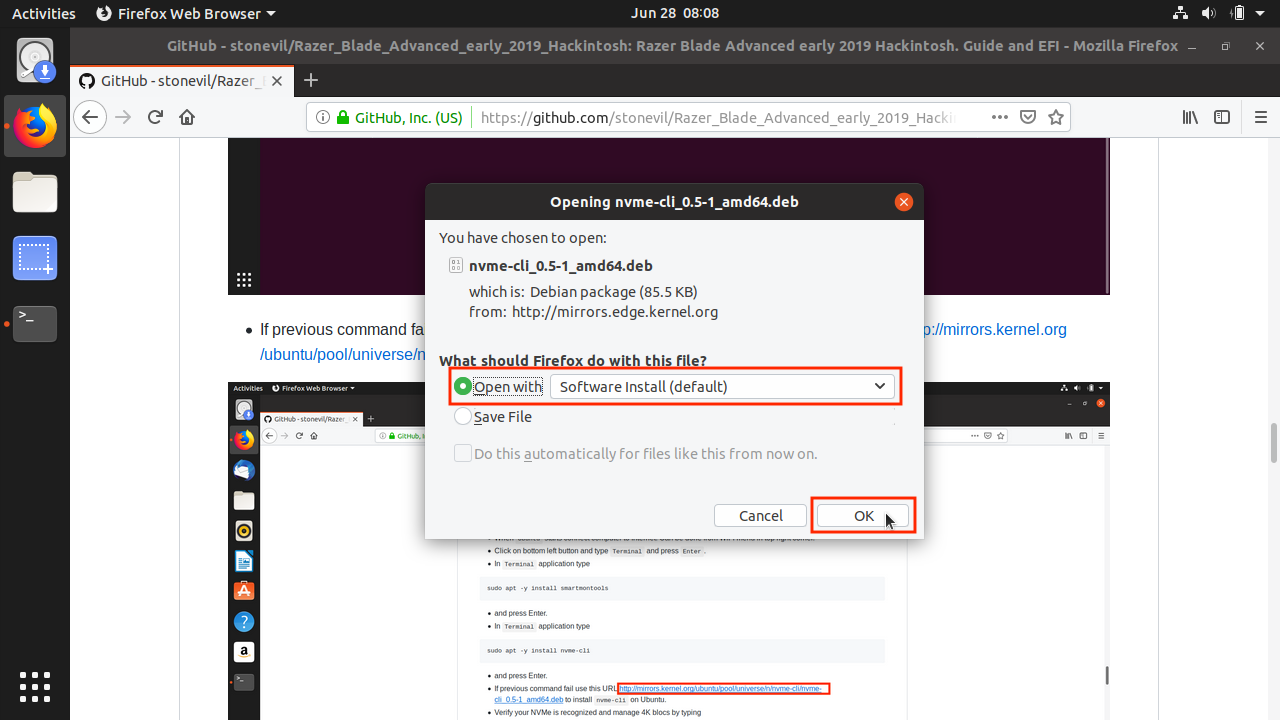 Activities Firefox Web Browser Jun 28 08:08
GitHub - stonevil/Razer_Blade_Advanced_early_2019_Hackintosh: Razer Blade Advanced early 2019 Hackintosh. Guide and EFI - Mozilla Firefox
GitHub - stonevil/Razer_
GitHub, Inc. (US) https://github.com/stonevil/Razer_Blade_Advanced_early_2019_Hackin
Opening nvme-cli_0.5-1_amd64.deb
You have chosen to open:
nvme-cli_0.5-1_amd64.deb
which is: Debian package (85.5 KB)
from: http://mirrors.edge.kernel.org
What should Firefox do with this file?
Open with Software Install (default)
Save File
Do this automatically for files like this from now on.
Cancel OK
If previous command fa p://mirrors.kernel.org
/ubuntu/pool/universe/n
Activities Firefox Web Browser
GitHub - stonevil/Razer_
GitHub, In
Click on bottom left button and type Terminal and press Enter.
In Terminal application type
sudo apt -y install smartmontools
and press Enter.
In Terminal application type
sudo apt -y install nvme-cli
and press Enter.
If previous command fail use this URL http://mirrors.kernel.org/ubuntu/pool/universe/n/nvme-cli/nvme-
cli_0.5-1_amd64.deb to install nvme-cli on Ubuntu.
Verify your NVMe is recognized and manage 4K blocs by typing